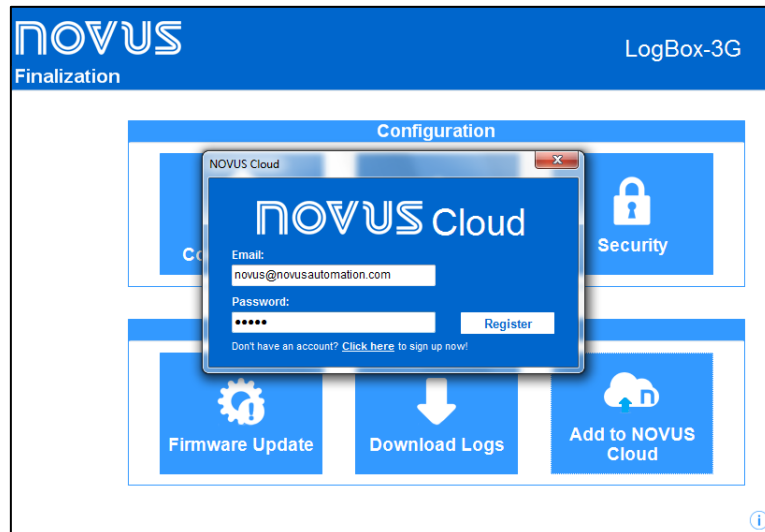 NOVUS
LogBox-3G
Finalization
Configuration
NOVUS Cloud
NOVUS Cloud
Email:
novus@novusautomation.com
Password:
•••••
Register
Don't have an account? Click here to sign up now!
Security
Firmware Update
Download Logs
Add to NOVUS
Cloud